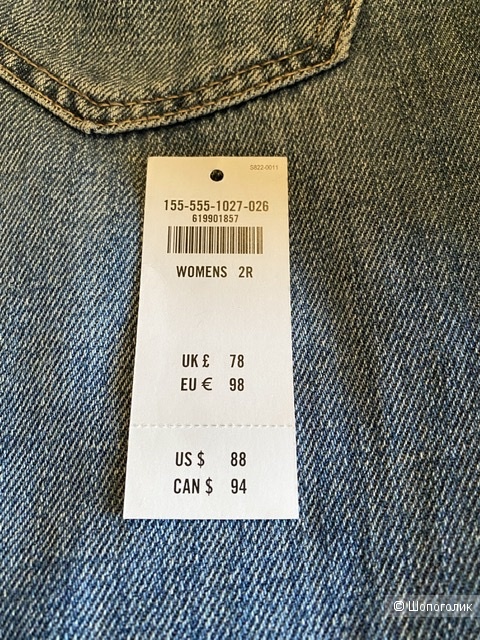 S822-0011
155-555-1027-026
619901857
WOMENS 2R
UK £ 78
EU € 98
US $ 88
CAN $ 94
© Шопоголик